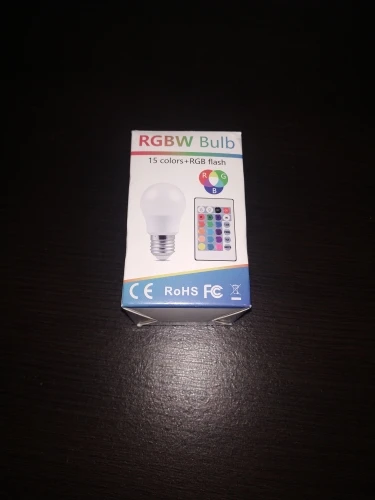 RGBW Bulb
15 colors+RGB flash
R G
B
CE RoHS FC